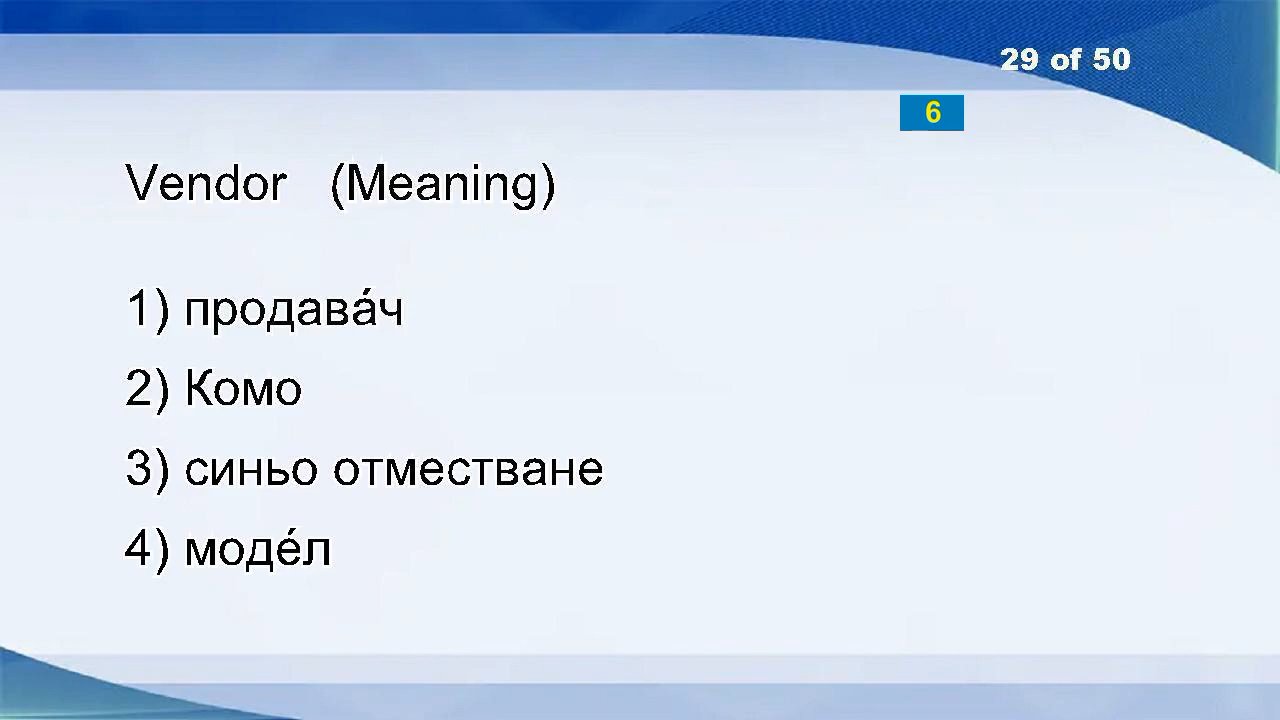 29 of 50
6
Vendor (Meaning)
1) продава́ч
2) Комо
3) синьо отместване
4) моде́л